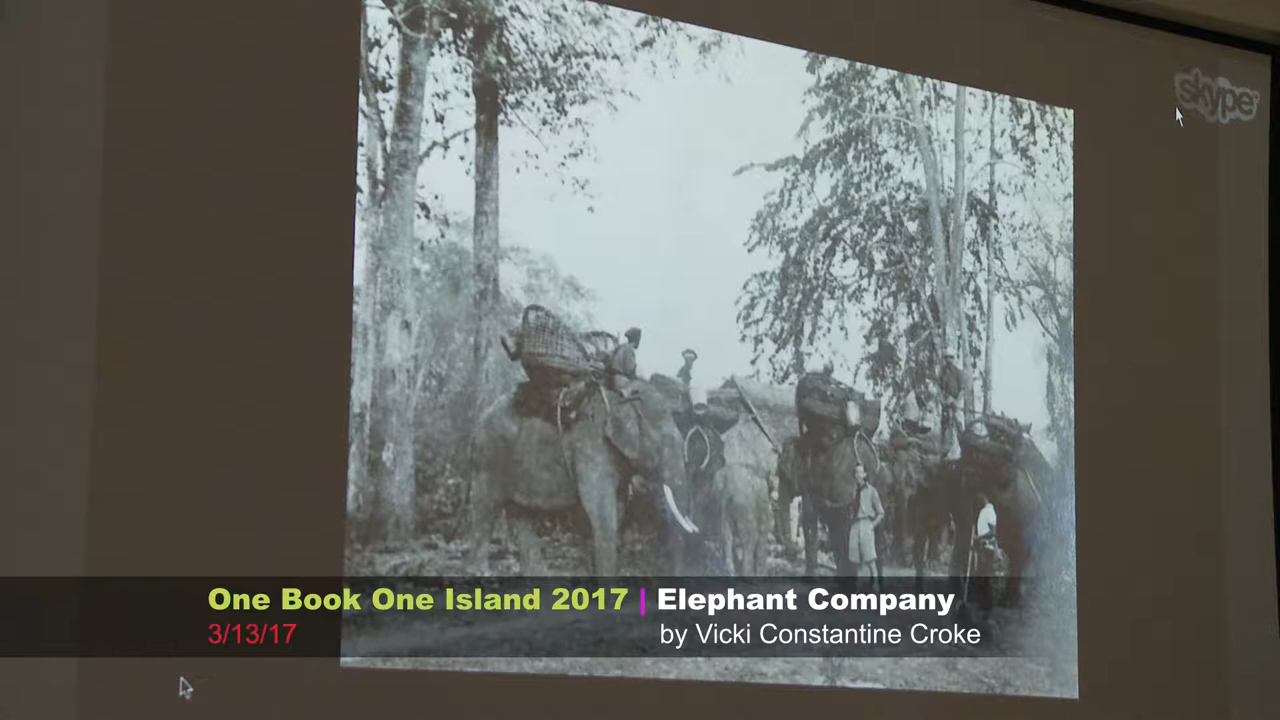 skype
One Book One Island 2017 | Elephant Company
3/13/17
by Vicki Constantine Croke